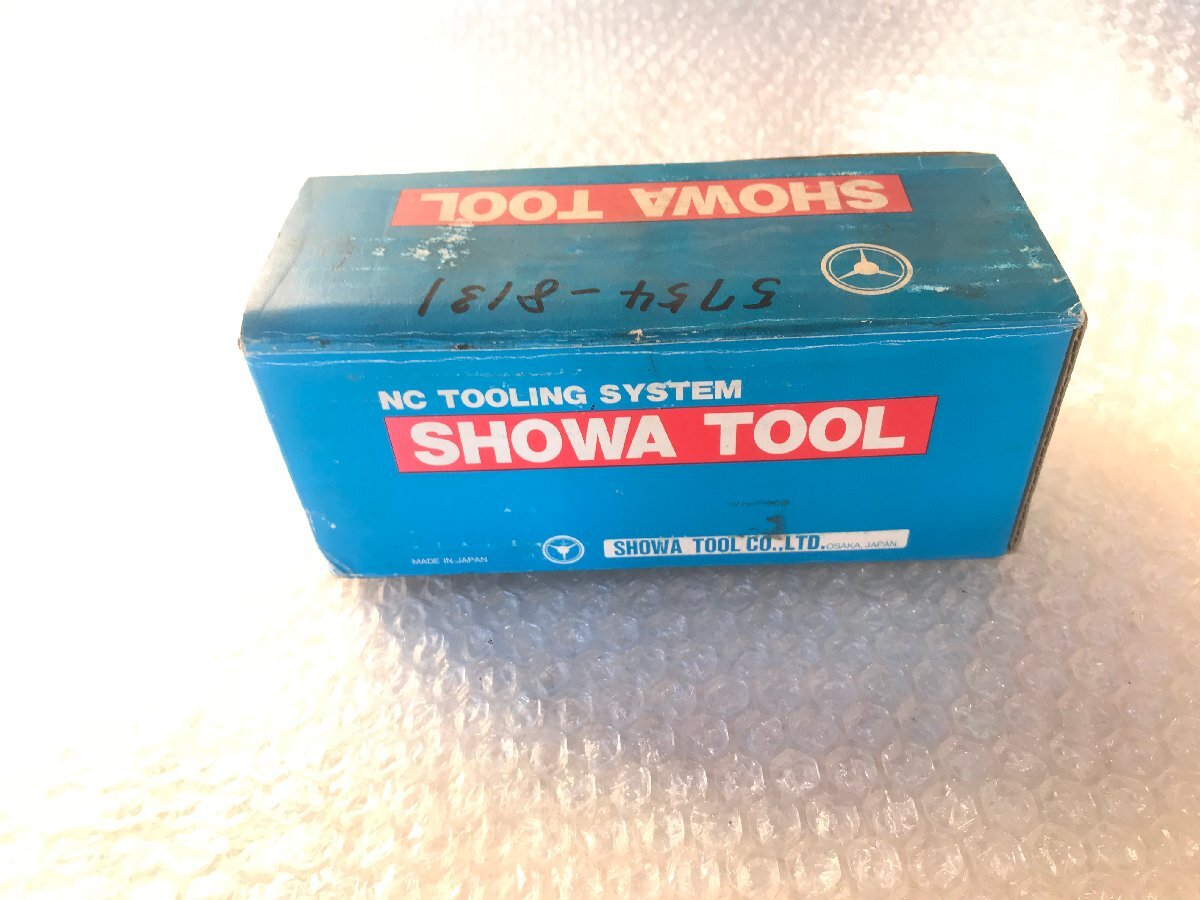 SHOWA TOOL
5754-8131
NC TOOLING SYSTEM
SHOWA TOOL
MADE IN JAPAN
SHOWA TOOL CO.,LTD. OSAKA, JAPAN.